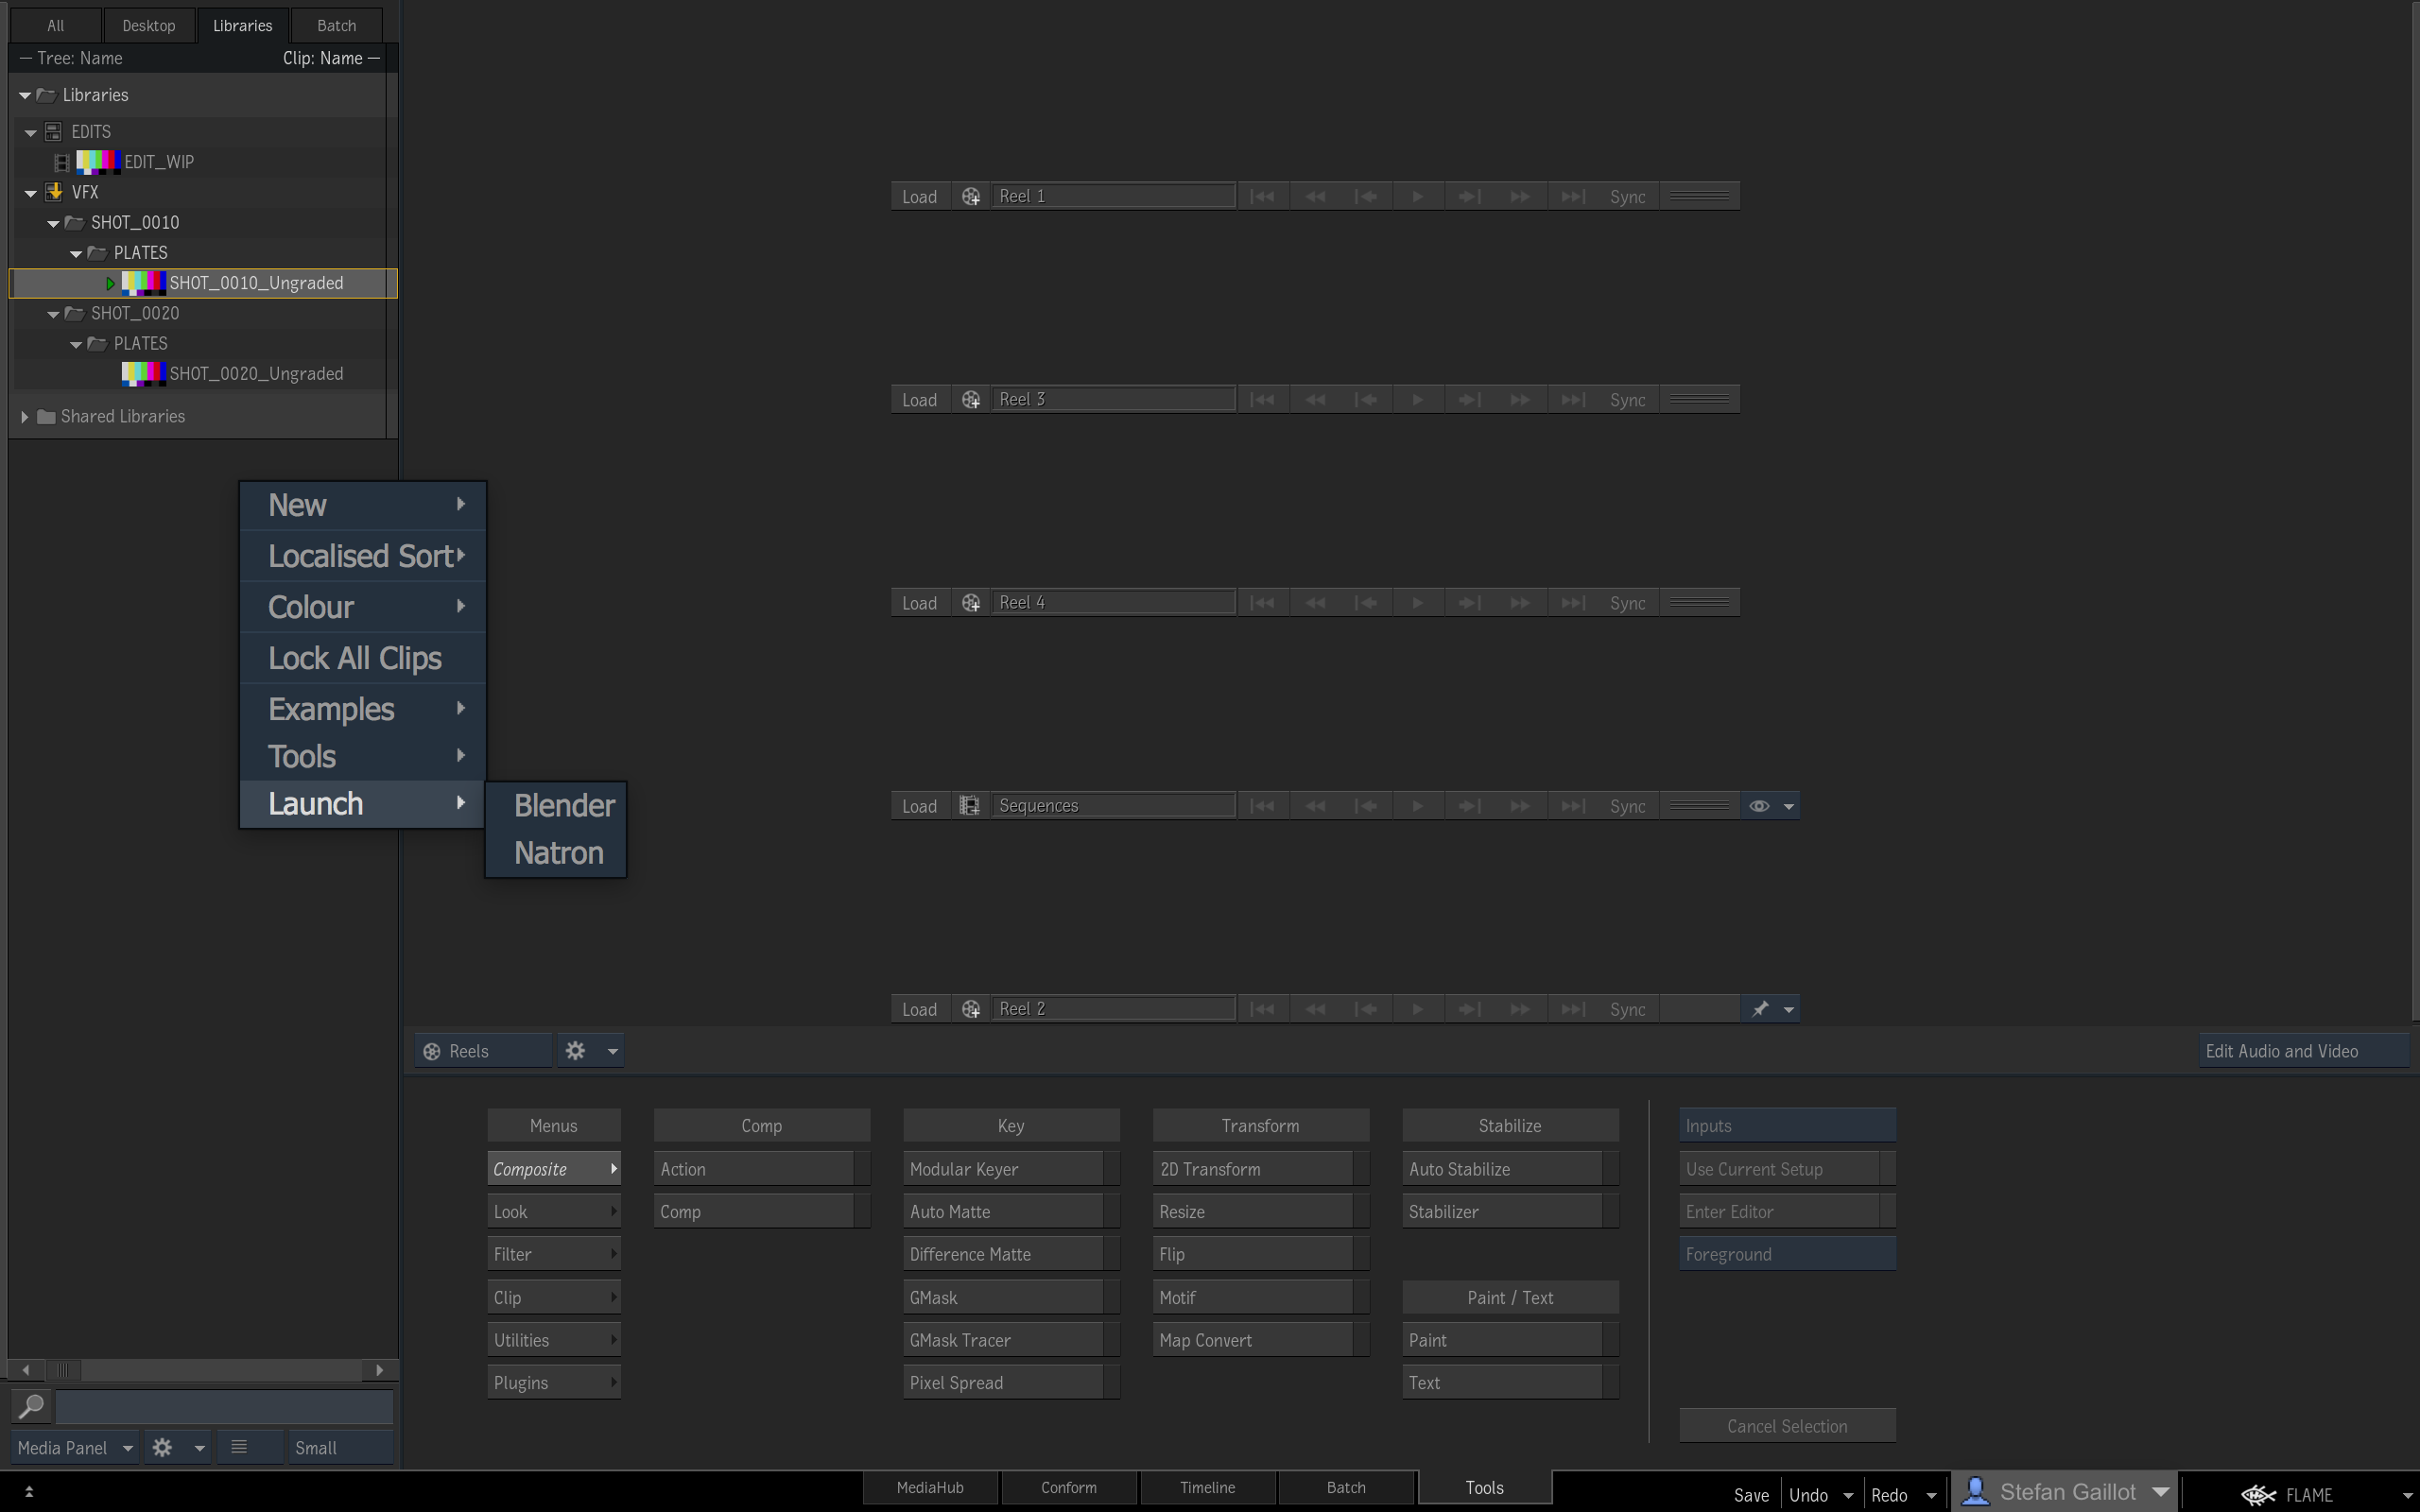 All Desktop Libraries Batch
Tree: Name Clip: Name
Libraries
EDITS
EDIT_WIP
VFX
SHOT_0010
PLATES
SHOT_0010_Ungraded
SHOT_0020
PLATES
SHOT_0020_Ungraded
Shared Libraries
New
Localised Sort
Colour
Lock All Clips
Examples
Tools
Launch
Blender
Natron
Load Reel 1 Sync
Load Reel 3 Sync
Load Reel 4 Sync
Load Sequences Sync
Load Reel 2 Sync
Reels Edit Audio and Video
Menus Comp Key Transform Stabilize Inputs
Composite Action Modular Keyer 2D Transform Auto Stabilize Use Current Setup
Look Comp Auto Matte Resize Stabilizer Enter Editor
Filter Difference Matte Flip Foreground
Clip GMask Motif Paint / Text
Utilities GMask Tracer Map Convert Paint
Plugins Pixel Spread Text
Cancel Selection
Media Panel Small
MediaHub Conform Timeline Batch Tools Save Undo Redo Stefan Gaillot FLAME